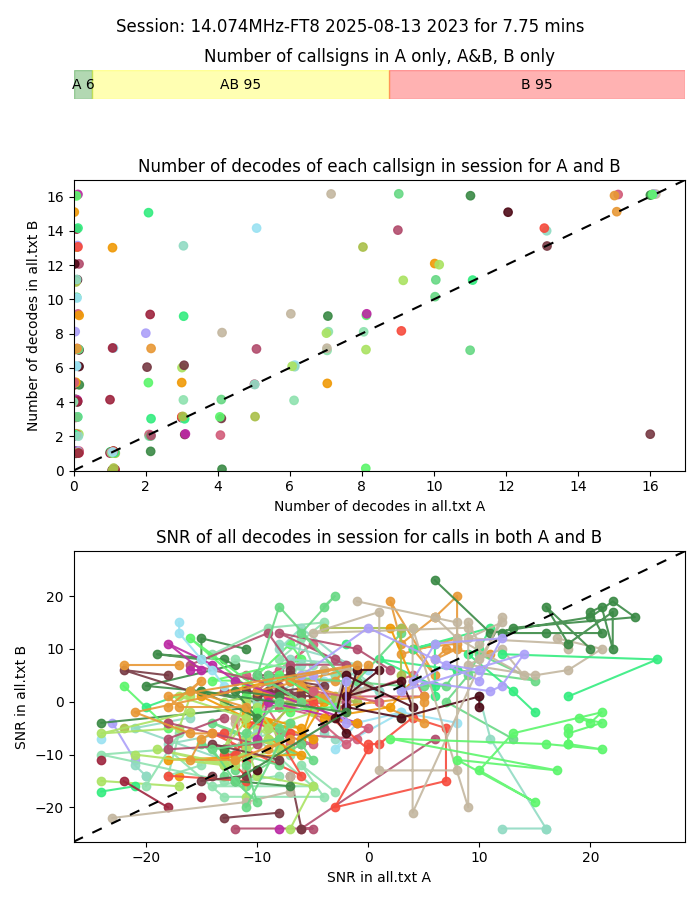 Session: 14.074MHz-FT8 2025-08-13 2023 for 7.75 mins
Number of callsigns in A only, A&B, B only
A 6 AB 95 B 95
Number of decodes of each callsign in session for A and B
16
14
12
10
8
6
4
2
0
Number of decodes in all.txt B
0 2 4 6 8 10 12 14 16
Number of decodes in all.txt A
SNR of all decodes in session for calls in both A and B
20
10
0
−10
−20
SNR in all.txt B
−20 −10 0 10 20
SNR in all.txt A